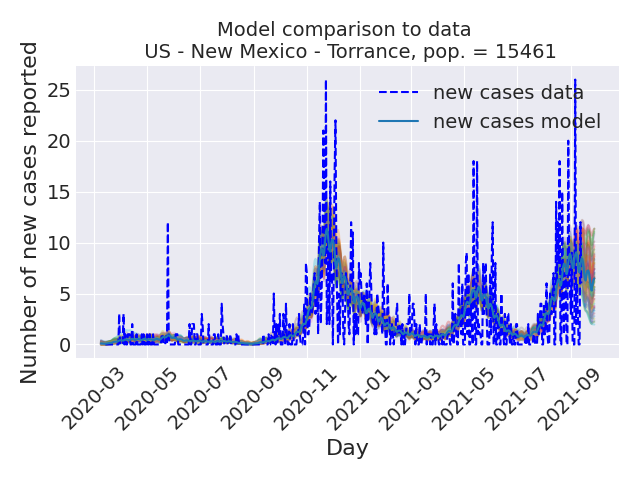 Model comparison to data
US - New Mexico - Torrance, pop. = 15461
Number of new cases reported
25
20
15
10
5
0
new cases data
new cases model
2020-03
2020-05
2020-07
2020-09
2020-11
2021-01
2021-03
2021-05
2021-07
2021-09
Day